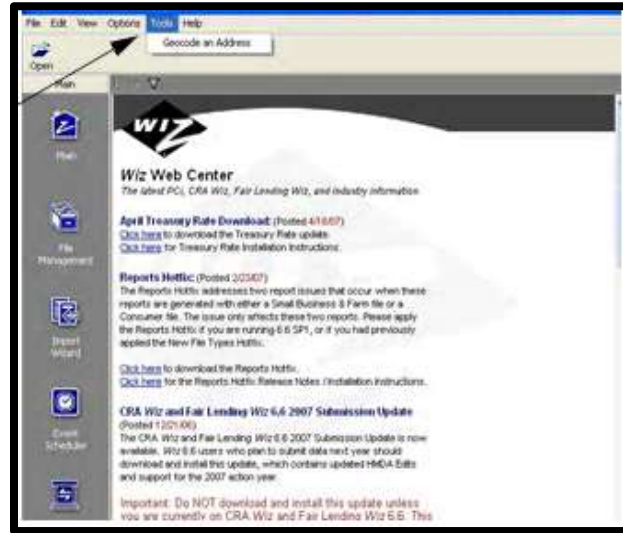 File Edit View Options Tools Help
Geocode an Address
Open
Main
WIZ
Main
Wiz Web Center
The latest PCi, CRA Wiz, Fair Lending Wiz, and industry information
April Treasury Rate Download: (Posted 4/18/07)
Click here to download the Treasury Rate update.
Click here for Treasury Rate Installation Instructions.
File
Management
Reports Hotfix: (Posted 2/23/07)
The Reports Hotfix addresses two report issues that occur when these
reports are generated with either a Small Business & Farm file or a
Consumer file. The issue only affects these two reports. Please apply
the Reports Hotfix if you are running 6.6 SP1, or if you had previously
applied the New File Types Hotfix.
Import
Wizard
Click here to download the Reports Hotfix.
Click here for the Reports Hotfix Release Notes / Installation Instructions.
CRA Wiz and Fair Lending Wiz 6.6 2007 Submission Update
(Posted 12/21/06)
The CRA Wiz and Fair Lending Wiz 6.6 2007 Submission Update is now
available. Wiz 6.6 users who plan to submit data next year should
download and install this update, which contains updated HMDA Edits
and support for the 2007 action year.
Event
Scheduler
Important: Do NOT download and install this update unless
you are currently on CRA Wiz and Fair Lending Wiz 6.6. This